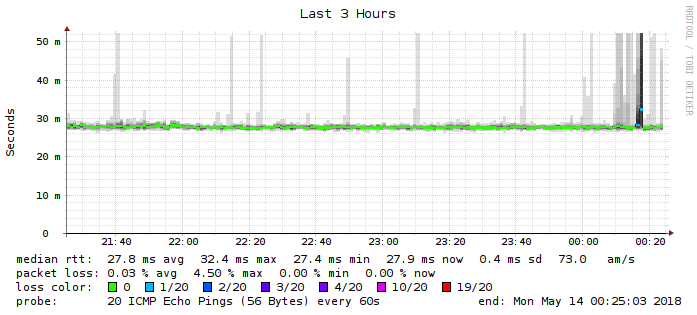 Last 3 Hours
RRDTOOL / TOBI OETIKER
Seconds
50 m
40 m
30 m
20 m
10 m
0
21:40 22:00 22:20 22:40 23:00 23:20 23:40 00:00 00:20
median rtt: 27.8 ms avg 32.4 ms max 27.4 ms min 27.9 ms now 0.4 ms sd 73.0 am/s
packet loss: 0.03 % avg 4.50 % max 0.00 % min 0.00 % now
loss color: 0 1/20 2/20 3/20 4/20 10/20 19/20
probe: 20 ICMP Echo Pings (56 Bytes) every 60s end: Mon May 14 00:25:03 2018